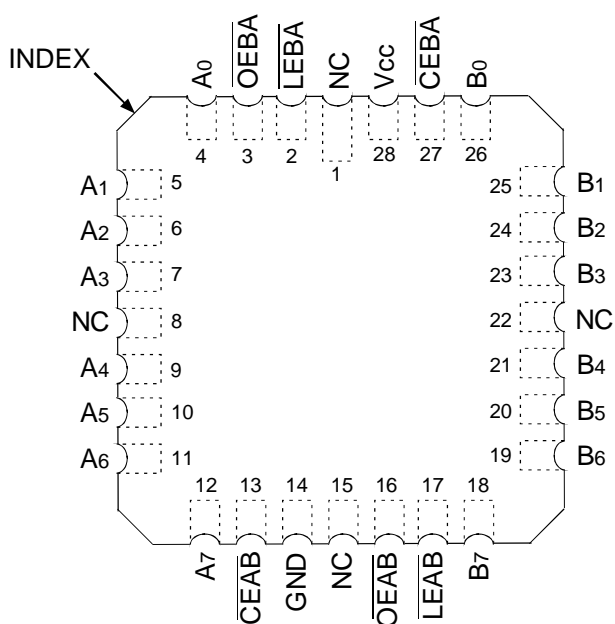 INDEX
A0 OEBA LEBA NC Vcc CEBA B0
4 3 2 1 28 27 26
A1 5 25 B1
A2 6 24 B2
A3 7 23 B3
NC 8 22 NC
A4 9 21 B4
A5 10 20 B5
A6 11 19 B6
12 13 14 15 16 17 18
A7 CEAB GND NC OEAB LEAB B7